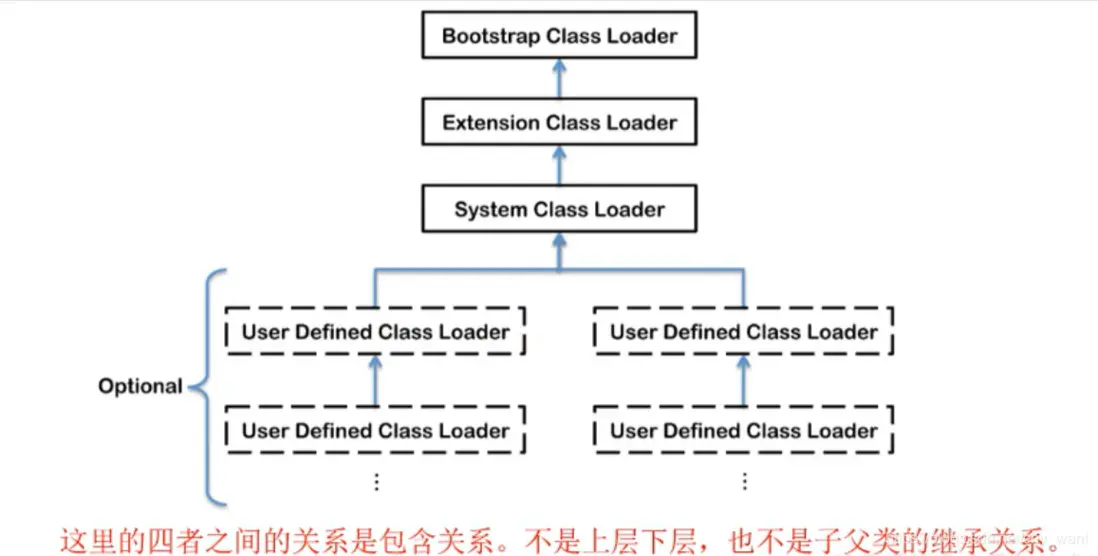 Bootstrap Class Loader
Extension Class Loader
System Class Loader
User Defined Class Loader
User Defined Class Loader
Optional
User Defined Class Loader
User Defined Class Loader
⋮
⋮
这里的四者之间的关系是包含关系。不是上层下层，也不是子父类的继承关系。